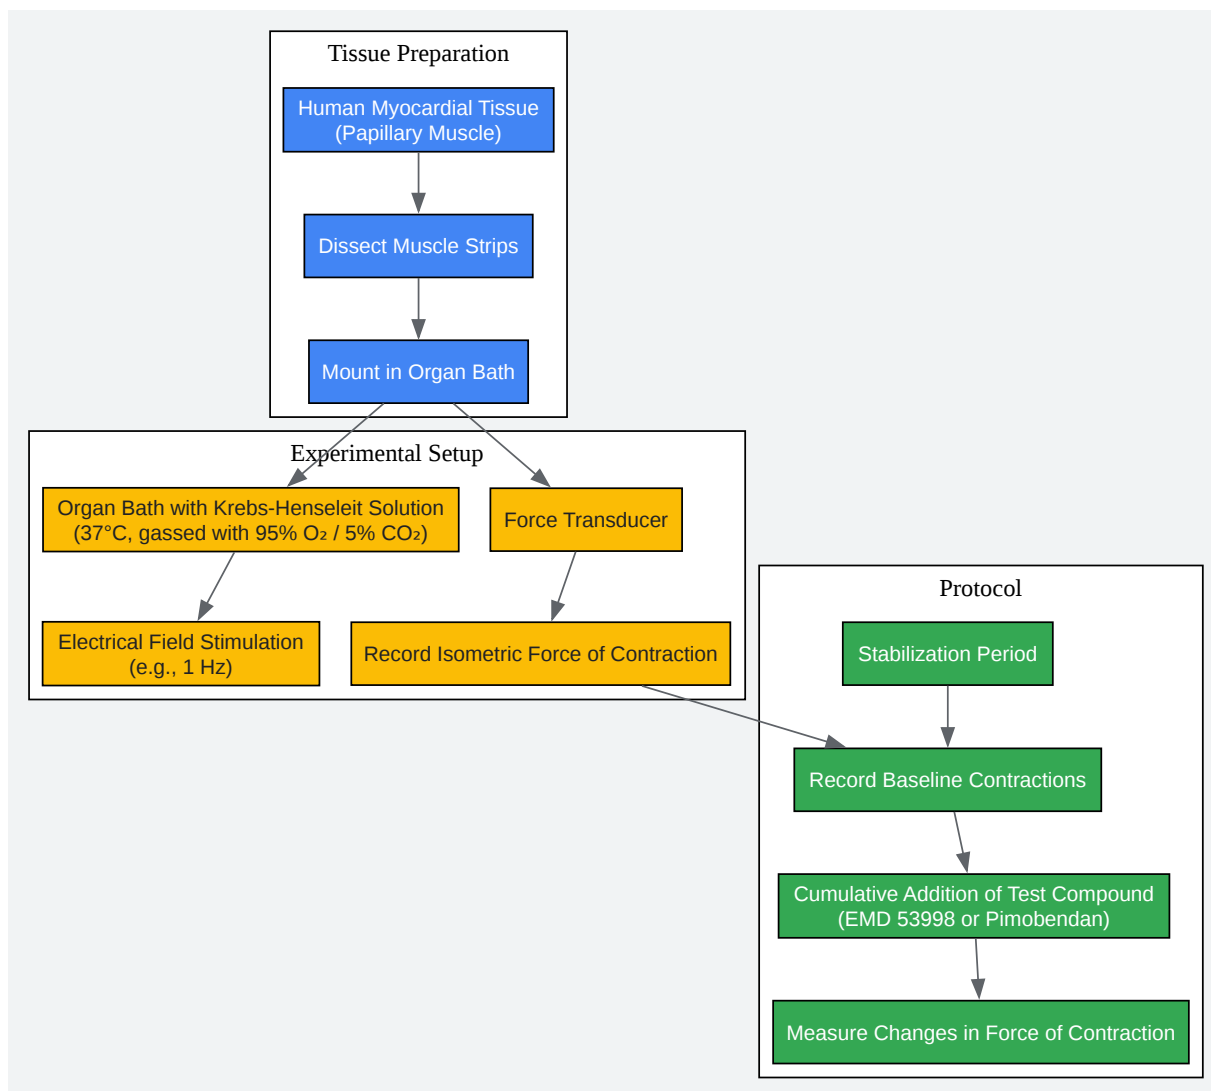 Tissue Preparation
Human Myocardial Tissue
(Papillary Muscle)
Dissect Muscle Strips
Mount in Organ Bath
Experimental Setup
Organ Bath with Krebs-Henseleit Solution
(37°C, gassed with 95% O₂ / 5% CO₂)
Force Transducer
Electrical Field Stimulation
(e.g., 1 Hz)
Record Isometric Force of Contraction
Protocol
Stabilization Period
Record Baseline Contractions
Cumulative Addition of Test Compound
(EMD 53998 or Pimobendan)
Measure Changes in Force of Contraction